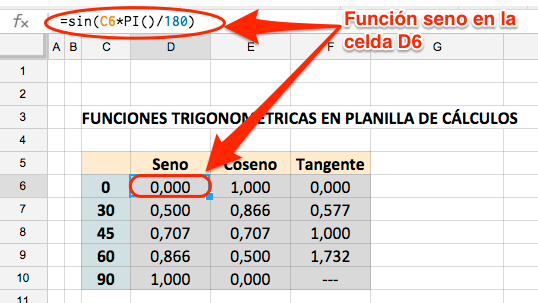 fx =sin(C6*PI()/180)
Función seno en la
celda D6
A B C D E F G
1
2
3 FUNCIONES TRIGONOMÉTRICAS EN PLANILLA DE CÁLCULOS
4
5 Seno Coseno Tangente
6 0 0,000 1,000 0,000
7 30 0,500 0,866 0,577
8 45 0,707 0,707 1,000
9 60 0,866 0,500 1,732
10 90 1,000 0,000 ---
11